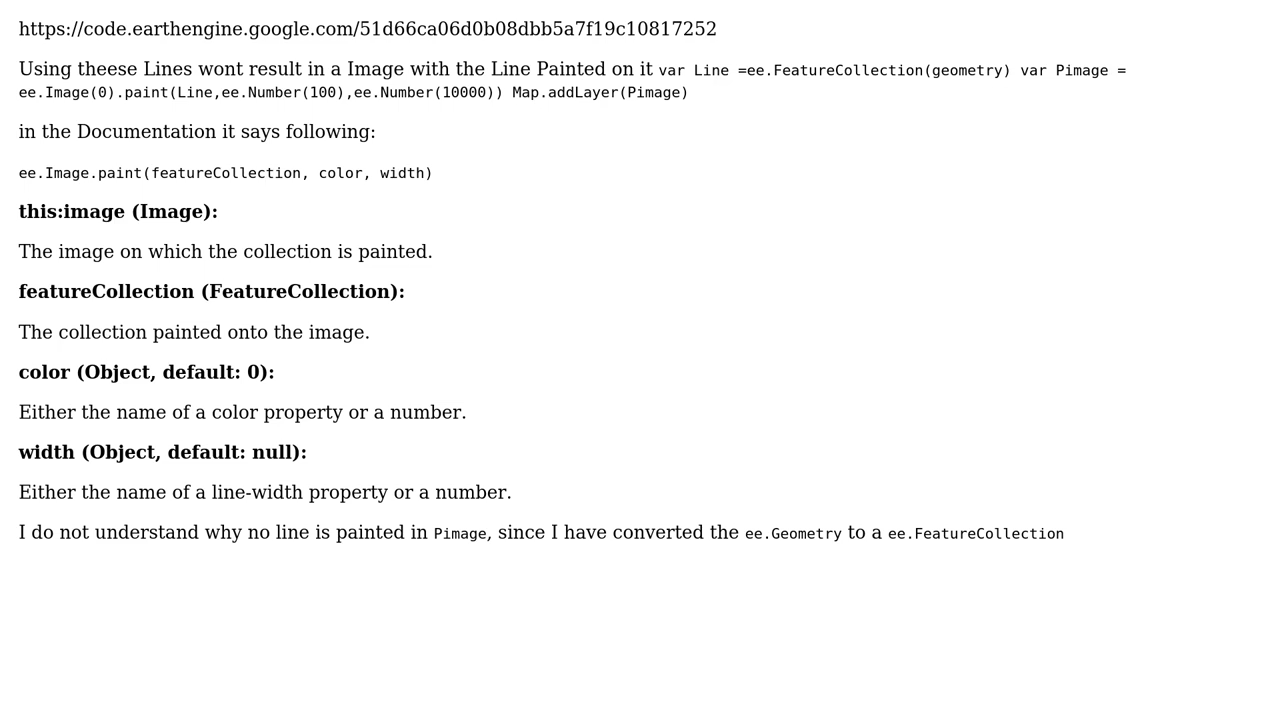 https://code.earthengine.google.com/51d66ca06d0b08dbb5a7f19c10817252
Using theese Lines wont result in a Image with the Line Painted on it var Line =ee.FeatureCollection(geometry) var Pimage =
ee.Image(0).paint(Line,ee.Number(100),ee.Number(10000)) Map.addLayer(Pimage)
in the Documentation it says following:
ee.Image.paint(featureCollection, color, width)
this:image (Image):
The image on which the collection is painted.
featureCollection (FeatureCollection):
The collection painted onto the image.
color (Object, default: 0):
Either the name of a color property or a number.
width (Object, default: null):
Either the name of a line-width property or a number.
I do not understand why no line is painted in Pimage, since I have converted the ee.Geometry to a ee.FeatureCollection